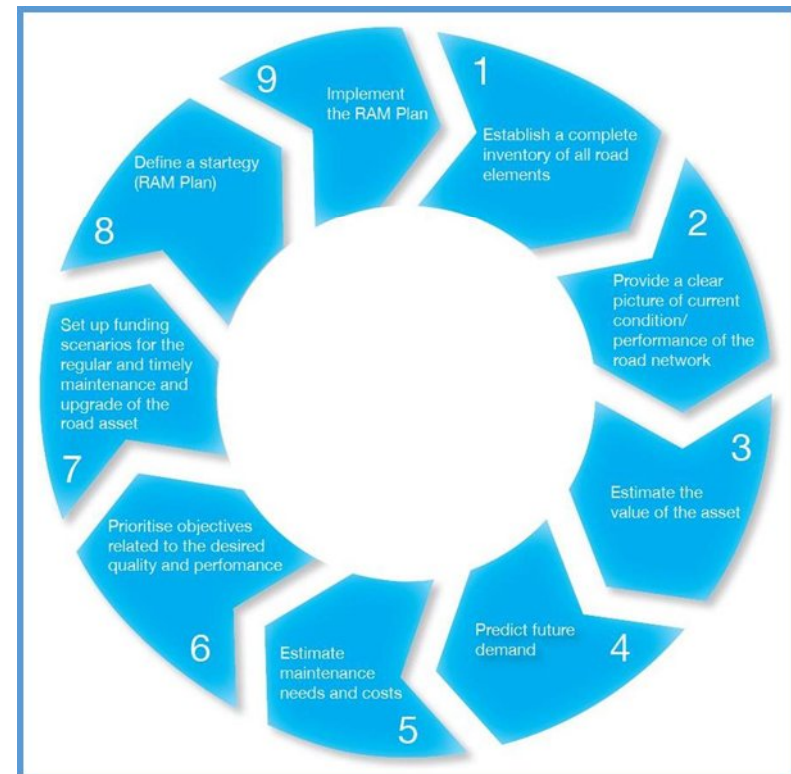 1
Establish a complete
inventory of all road
elements
2
Provide a clear
picture of current
condition/
performance of the
road network
3
Estimate the
value of the asset
4
Predict future
demand
5
Estimate
maintenance
needs and costs
6
Prioritise objectives
related to the desired
quality and perfomance
7
Set up funding
scenarios for the
regular and timely
maintenance and
upgrade of the
road asset
8
Define a startegy
(RAM Plan)
9
Implement
the RAM Plan